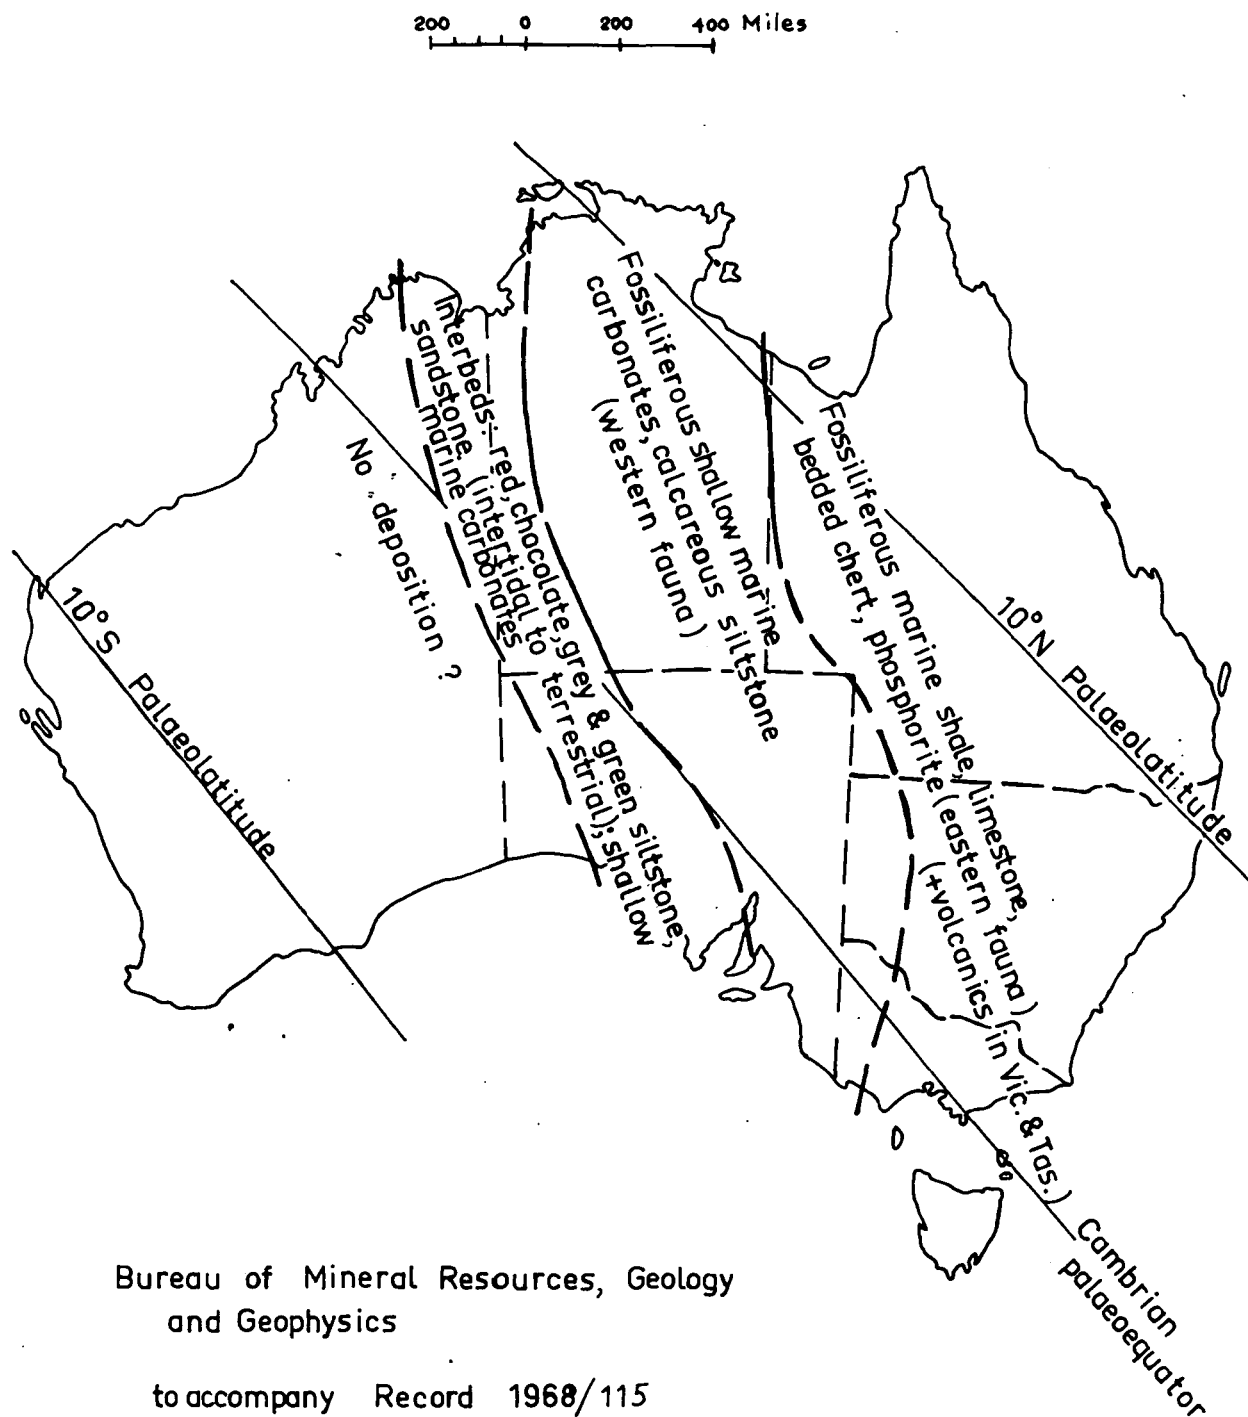 200 0 200 400 Miles
Interbeds: red, chocolate, grey & green siltstone,
sandstone (intertidal to terrestrial); shallow
marine carbonates
No deposition ?
Fossiliferous shallow marine
carbonates, calcareous siltstone
(western fauna)
Fossiliferous marine shale, limestone,
bedded chert, phosphorite (eastern fauna)
(+volcanics in Vic. & Tas.)
10° S Palaeolatitude
10° N Palaeolatitude
Cambrian
palaeoequator
Bureau of Mineral Resources, Geology
and Geophysics
to accompany Record 1968/115